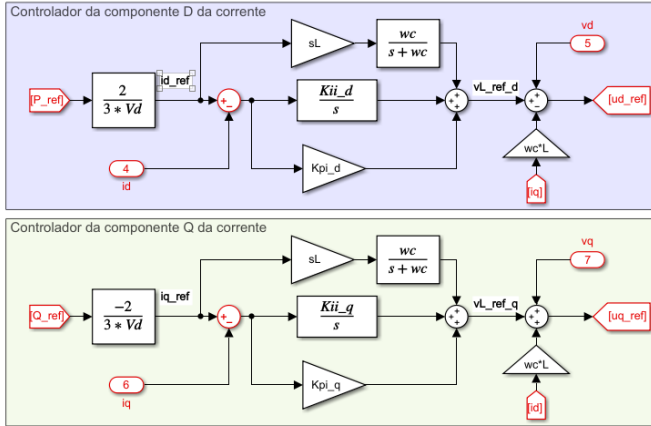 Controlador da componente D da corrente
vd
5
sL
wc
s + wc
id_ref
[P_ref]
2
3 * Vd
+
−
Kii_d
s
+
+
+
vL_ref_d
+
+
−
[ud_ref]
4
id
Kpi_d
wc*L
[iq]
Controlador da componente Q da corrente
vq
7
sL
wc
s + wc
iq_ref
[Q_ref]
−2
3 * Vd
+
−
Kii_q
s
+
+
+
vL_ref_q
+
+
+
[uq_ref]
6
iq
Kpi_q
wc*L
[id]